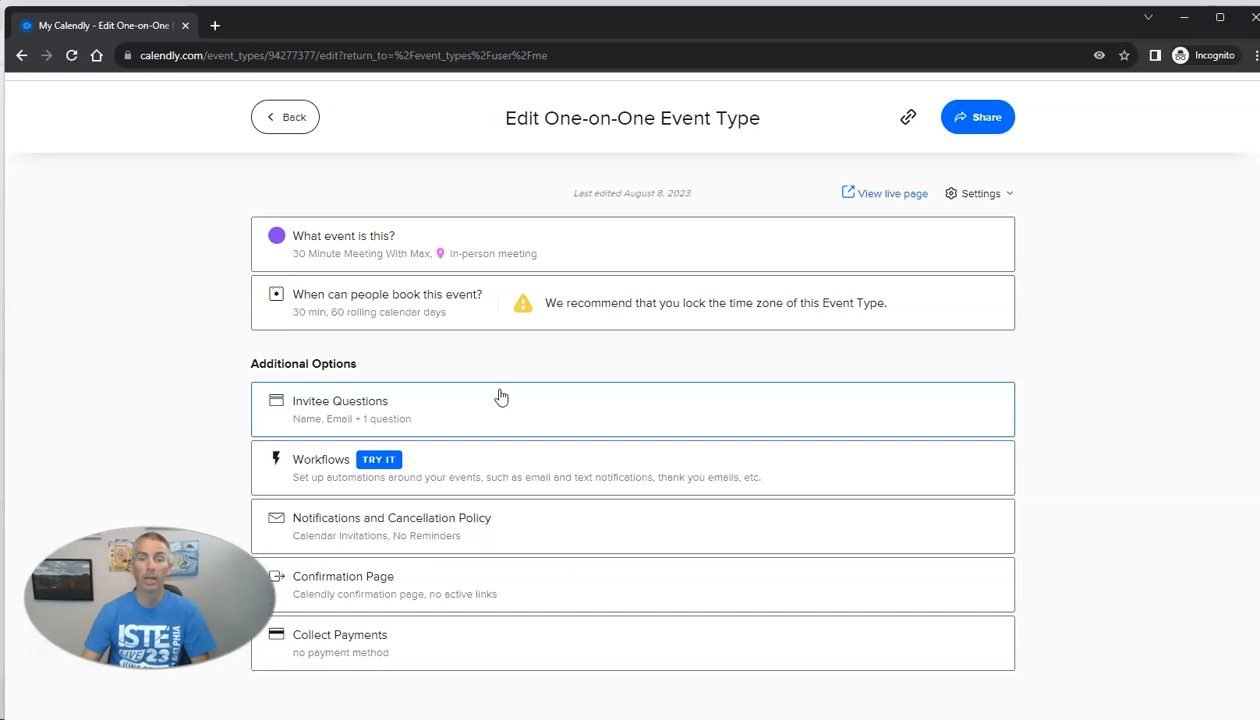 My Calendly - Edit One-on-One
calendly.com/event_types/94277377/edit?return_to=%2Fevent_types%2Fuser%2Fme
Incognito
Back
Edit One-on-One Event Type
Share
Last edited August 8, 2023.
View live page
Settings
What event is this?
30 Minute Meeting With Max, In-person meeting
When can people book this event?
30 min, 60 rolling calendar days
We recommend that you lock the time zone of this Event Type.
Additional Options
Invitee Questions
Name, Email + 1 question
Workflows TRY IT
Set up automations around your events, such as email and text notifications, thank you emails, etc.
Notifications and Cancellation Policy
Calendar Invitations, No Reminders
Confirmation Page
Calendly confirmation page, no active links
Collect Payments
no payment method
ISTE
LIVE 23